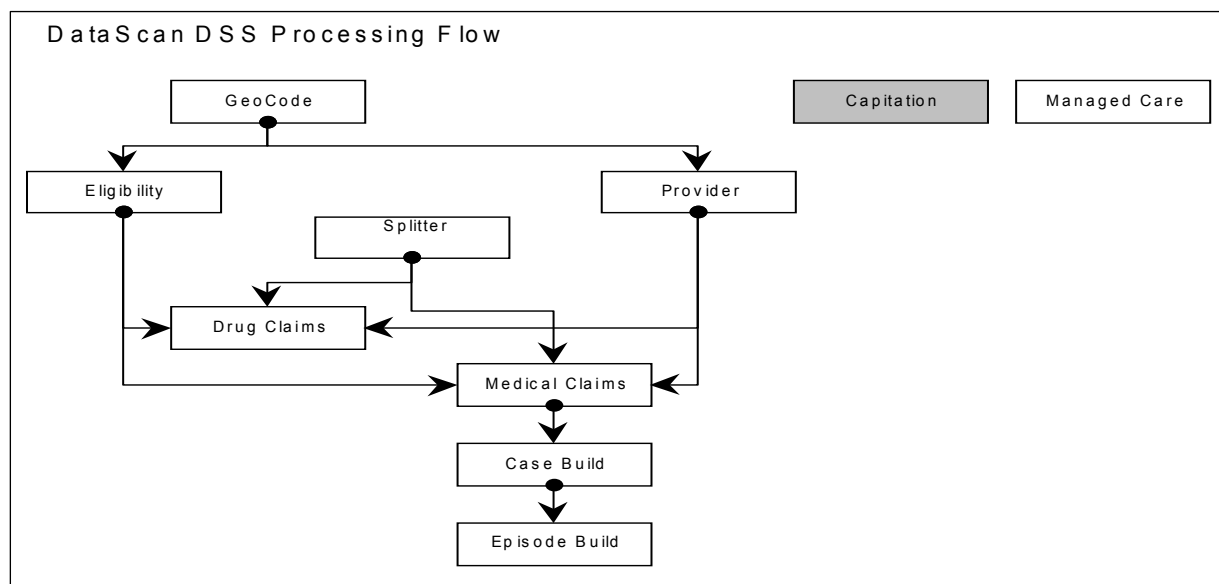 DataScan DSS Processing Flow
GeoCode
Capitation
Managed Care
Eligibility
Provider
Splitter
Drug Claims
Medical Claims
Case Build
Episode Build